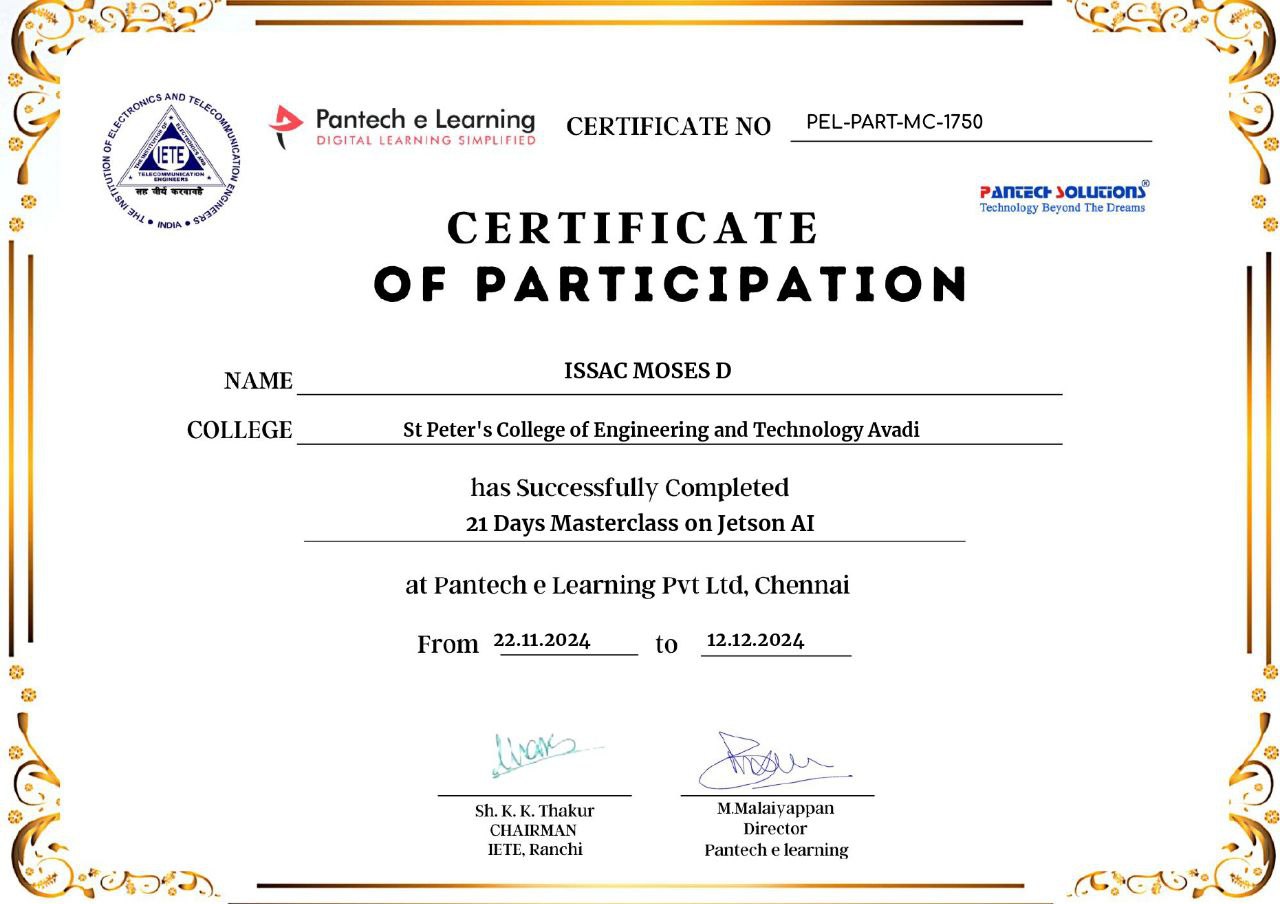 THE INSTITUTION OF ELECTRONICS AND TELECOMMUNICATION ENGINEERS
• INDIA •
IETE
TELECOMMUNICATION
ENGINEERS
सह वीर्य करवावहै
Pantech e Learning
DIGITAL LEARNING SIMPLIFIED
CERTIFICATE NO PEL-PART-MC-1750
PANTECH SOLUTIONS®
Technology Beyond The Dreams
CERTIFICATE
OF PARTICIPATION
NAME ISSAC MOSES D
COLLEGE St Peter's College of Engineering and Technology Avadi
has Successfully Completed
21 Days Masterclass on Jetson AI
at Pantech e Learning Pvt Ltd, Chennai
From 22.11.2024 to 12.12.2024
Sh. K. K. Thakur
CHAIRMAN
IETE, Ranchi
M.Malaiyappan
Director
Pantech e learning